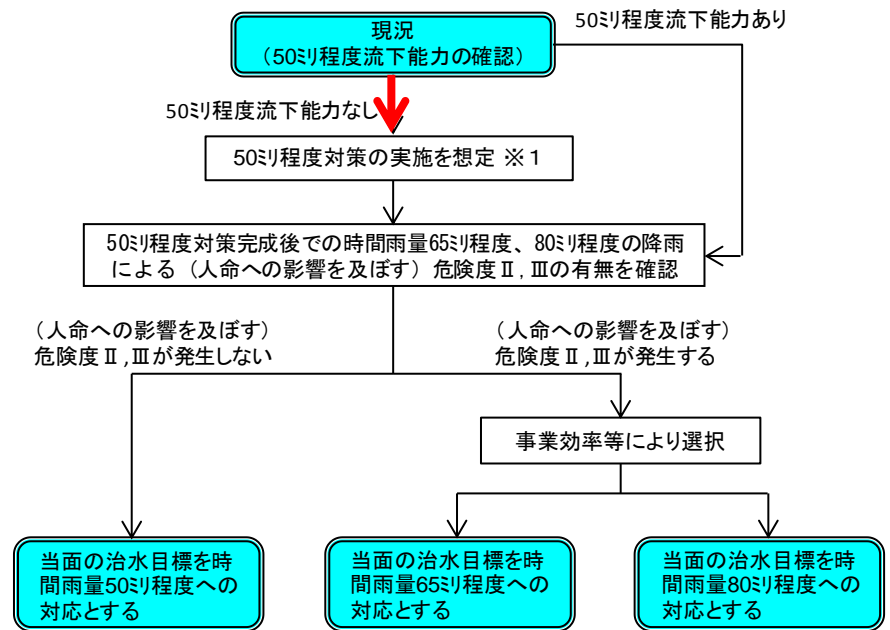 50ミリ程度流下能力あり
現況
（50ミリ程度流下能力の確認）
50ミリ程度流下能力なし
50ミリ程度対策の実施を想定 ※１
50ミリ程度対策完成後での時間雨量65ミリ程度、80ミリ程度の降雨
による（人命への影響を及ぼす）危険度Ⅱ，Ⅲの有無を確認
（人命への影響を及ぼす）
危険度Ⅱ，Ⅲが発生しない
（人命への影響を及ぼす）
危険度Ⅱ，Ⅲが発生する
事業効率等により選択
当面の治水目標を時
間雨量50ミリ程度への
対応とする
当面の治水目標を時
間雨量65ミリ程度への
対応とする
当面の治水目標を時
間雨量80ミリ程度への
対応とする